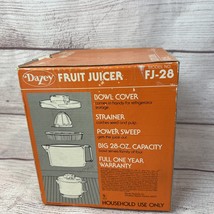 Dazey FRUIT JUICER
MODEL NO.
FJ-28
BOWL COVER
STRAINER
POWER SWEEP
BIG 28-OZ. CAPACITY
FULL ONE YEAR
WARRANTY
HOUSEHOLD USE ONLY